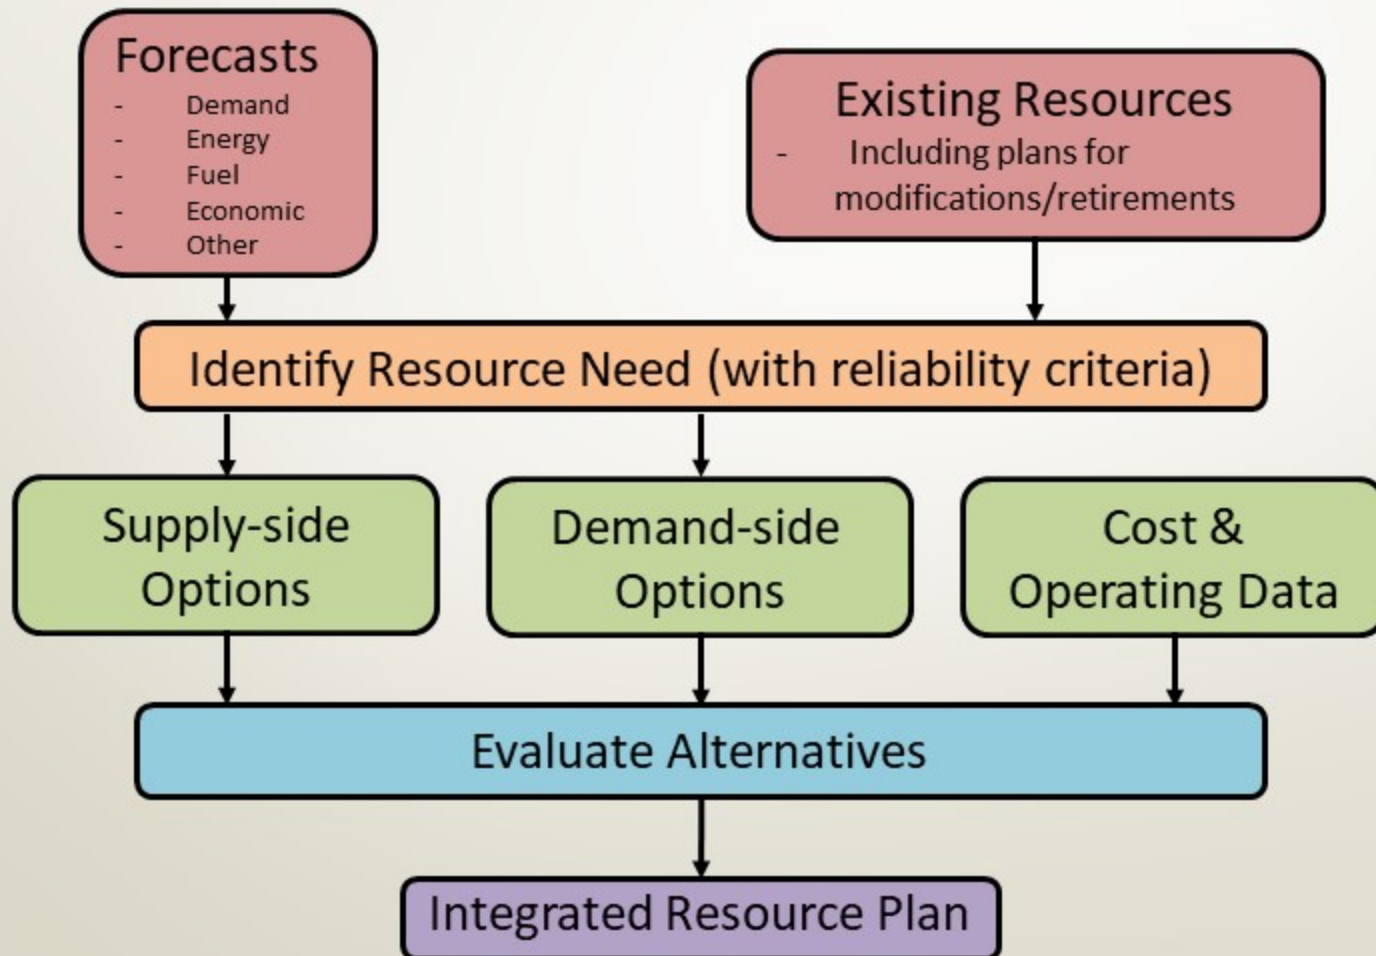 Forecasts
- Demand
- Energy
- Fuel
- Economic
- Other
Existing Resources
- Including plans for
modifications/retirements
Identify Resource Need (with reliability criteria)
Supply-side
Options
Demand-side
Options
Cost &
Operating Data
Evaluate Alternatives
Integrated Resource Plan